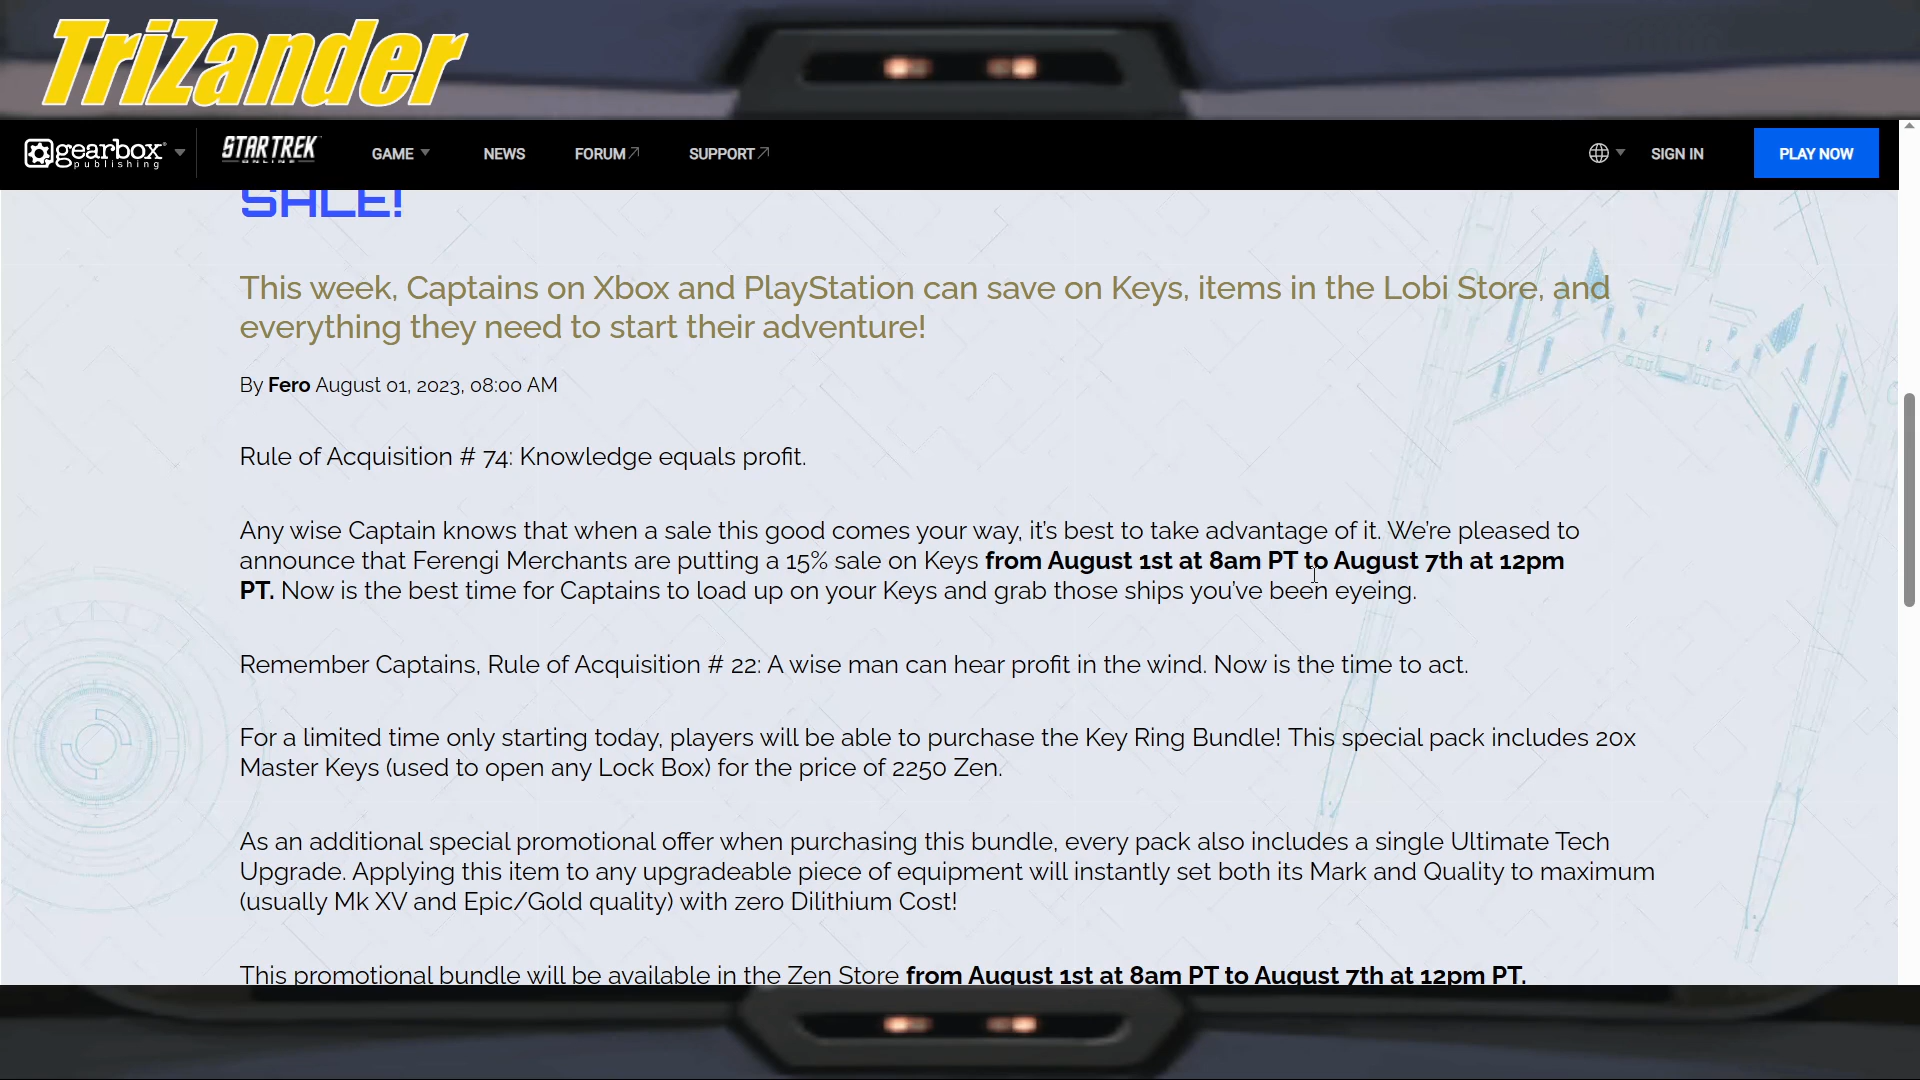 TriZander
gearbox publishing
STAR TREK ONLINE
GAME
NEWS
FORUM
SUPPORT
SIGN IN
PLAY NOW
SALE!
This week, Captains on Xbox and PlayStation can save on Keys, items in the Lobi Store, and
everything they need to start their adventure!
By Fero August 01, 2023, 08:00 AM
Rule of Acquisition # 74: Knowledge equals profit.
Any wise Captain knows that when a sale this good comes your way, it’s best to take advantage of it. We’re pleased to
announce that Ferengi Merchants are putting a 15% sale on Keys from August 1st at 8am PT to August 7th at 12pm
PT. Now is the best time for Captains to load up on your Keys and grab those ships you’ve been eyeing.
Remember Captains, Rule of Acquisition # 22: A wise man can hear profit in the wind. Now is the time to act.
For a limited time only starting today, players will be able to purchase the Key Ring Bundle! This special pack includes 20x
Master Keys (used to open any Lock Box) for the price of 2250 Zen.
As an additional special promotional offer when purchasing this bundle, every pack also includes a single Ultimate Tech
Upgrade. Applying this item to any upgradeable piece of equipment will instantly set both its Mark and Quality to maximum
(usually Mk XV and Epic/Gold quality) with zero Dilithium Cost!
This promotional bundle will be available in the Zen Store from August 1st at 8am PT to August 7th at 12pm PT.